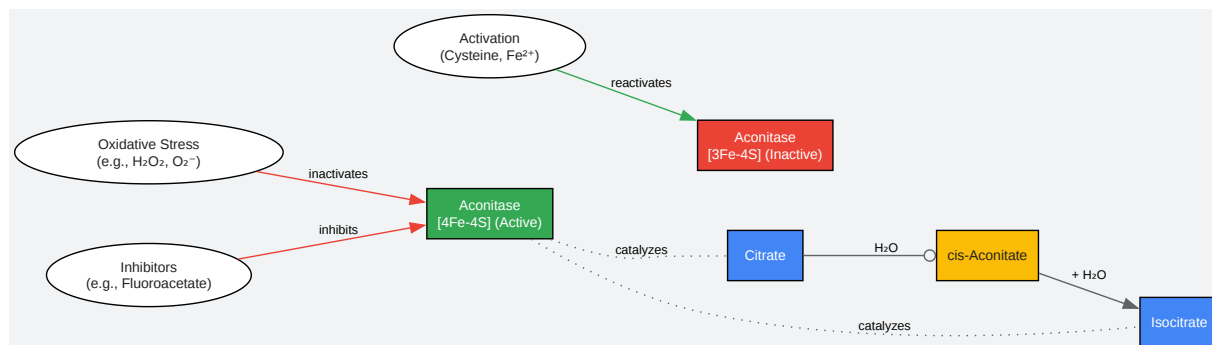 Activation
(Cysteine, Fe²⁺)
reactivates
Oxidative Stress
(e.g., H₂O₂, O₂⁻)
inactivates
Aconitase
[3Fe-4S] (Inactive)
Aconitase
[4Fe-4S] (Active)
inhibits
Inhibitors
(e.g., Fluoroacetate)
catalyzes
Citrate
H₂O
cis-Aconitate
+ H₂O
catalyzes
Isocitrate